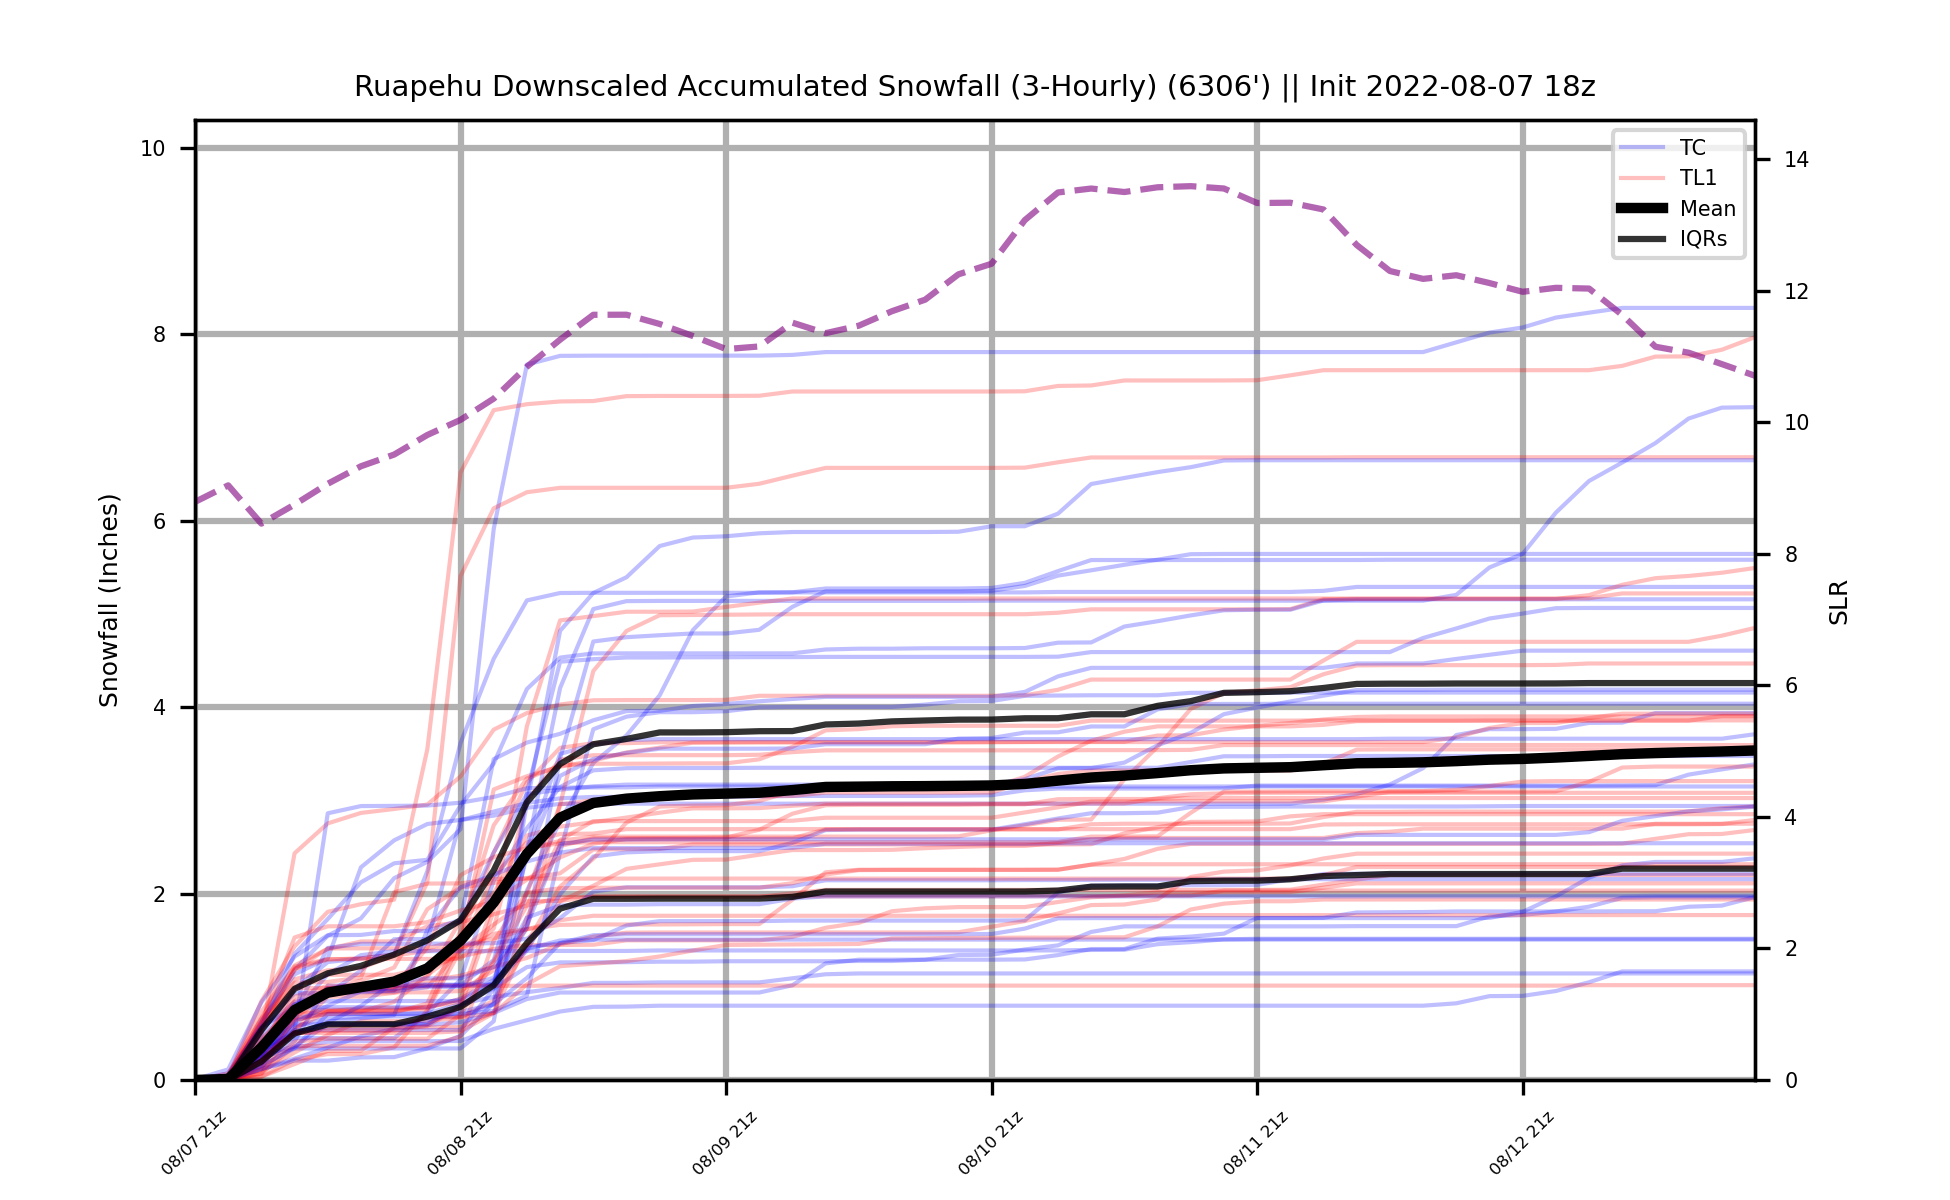 Ruapehu Downscaled Accumulated Snowfall (3-Hourly) (6306') || Init 2022-08-07 18z
TC
TL1
Mean
IQRs
Snowfall (Inches)
10
8
6
4
2
0
SLR
14
12
10
8
6
4
2
0
08/07 21z
08/08 21z
08/09 21z
08/10 21z
08/11 21z
08/12 21z